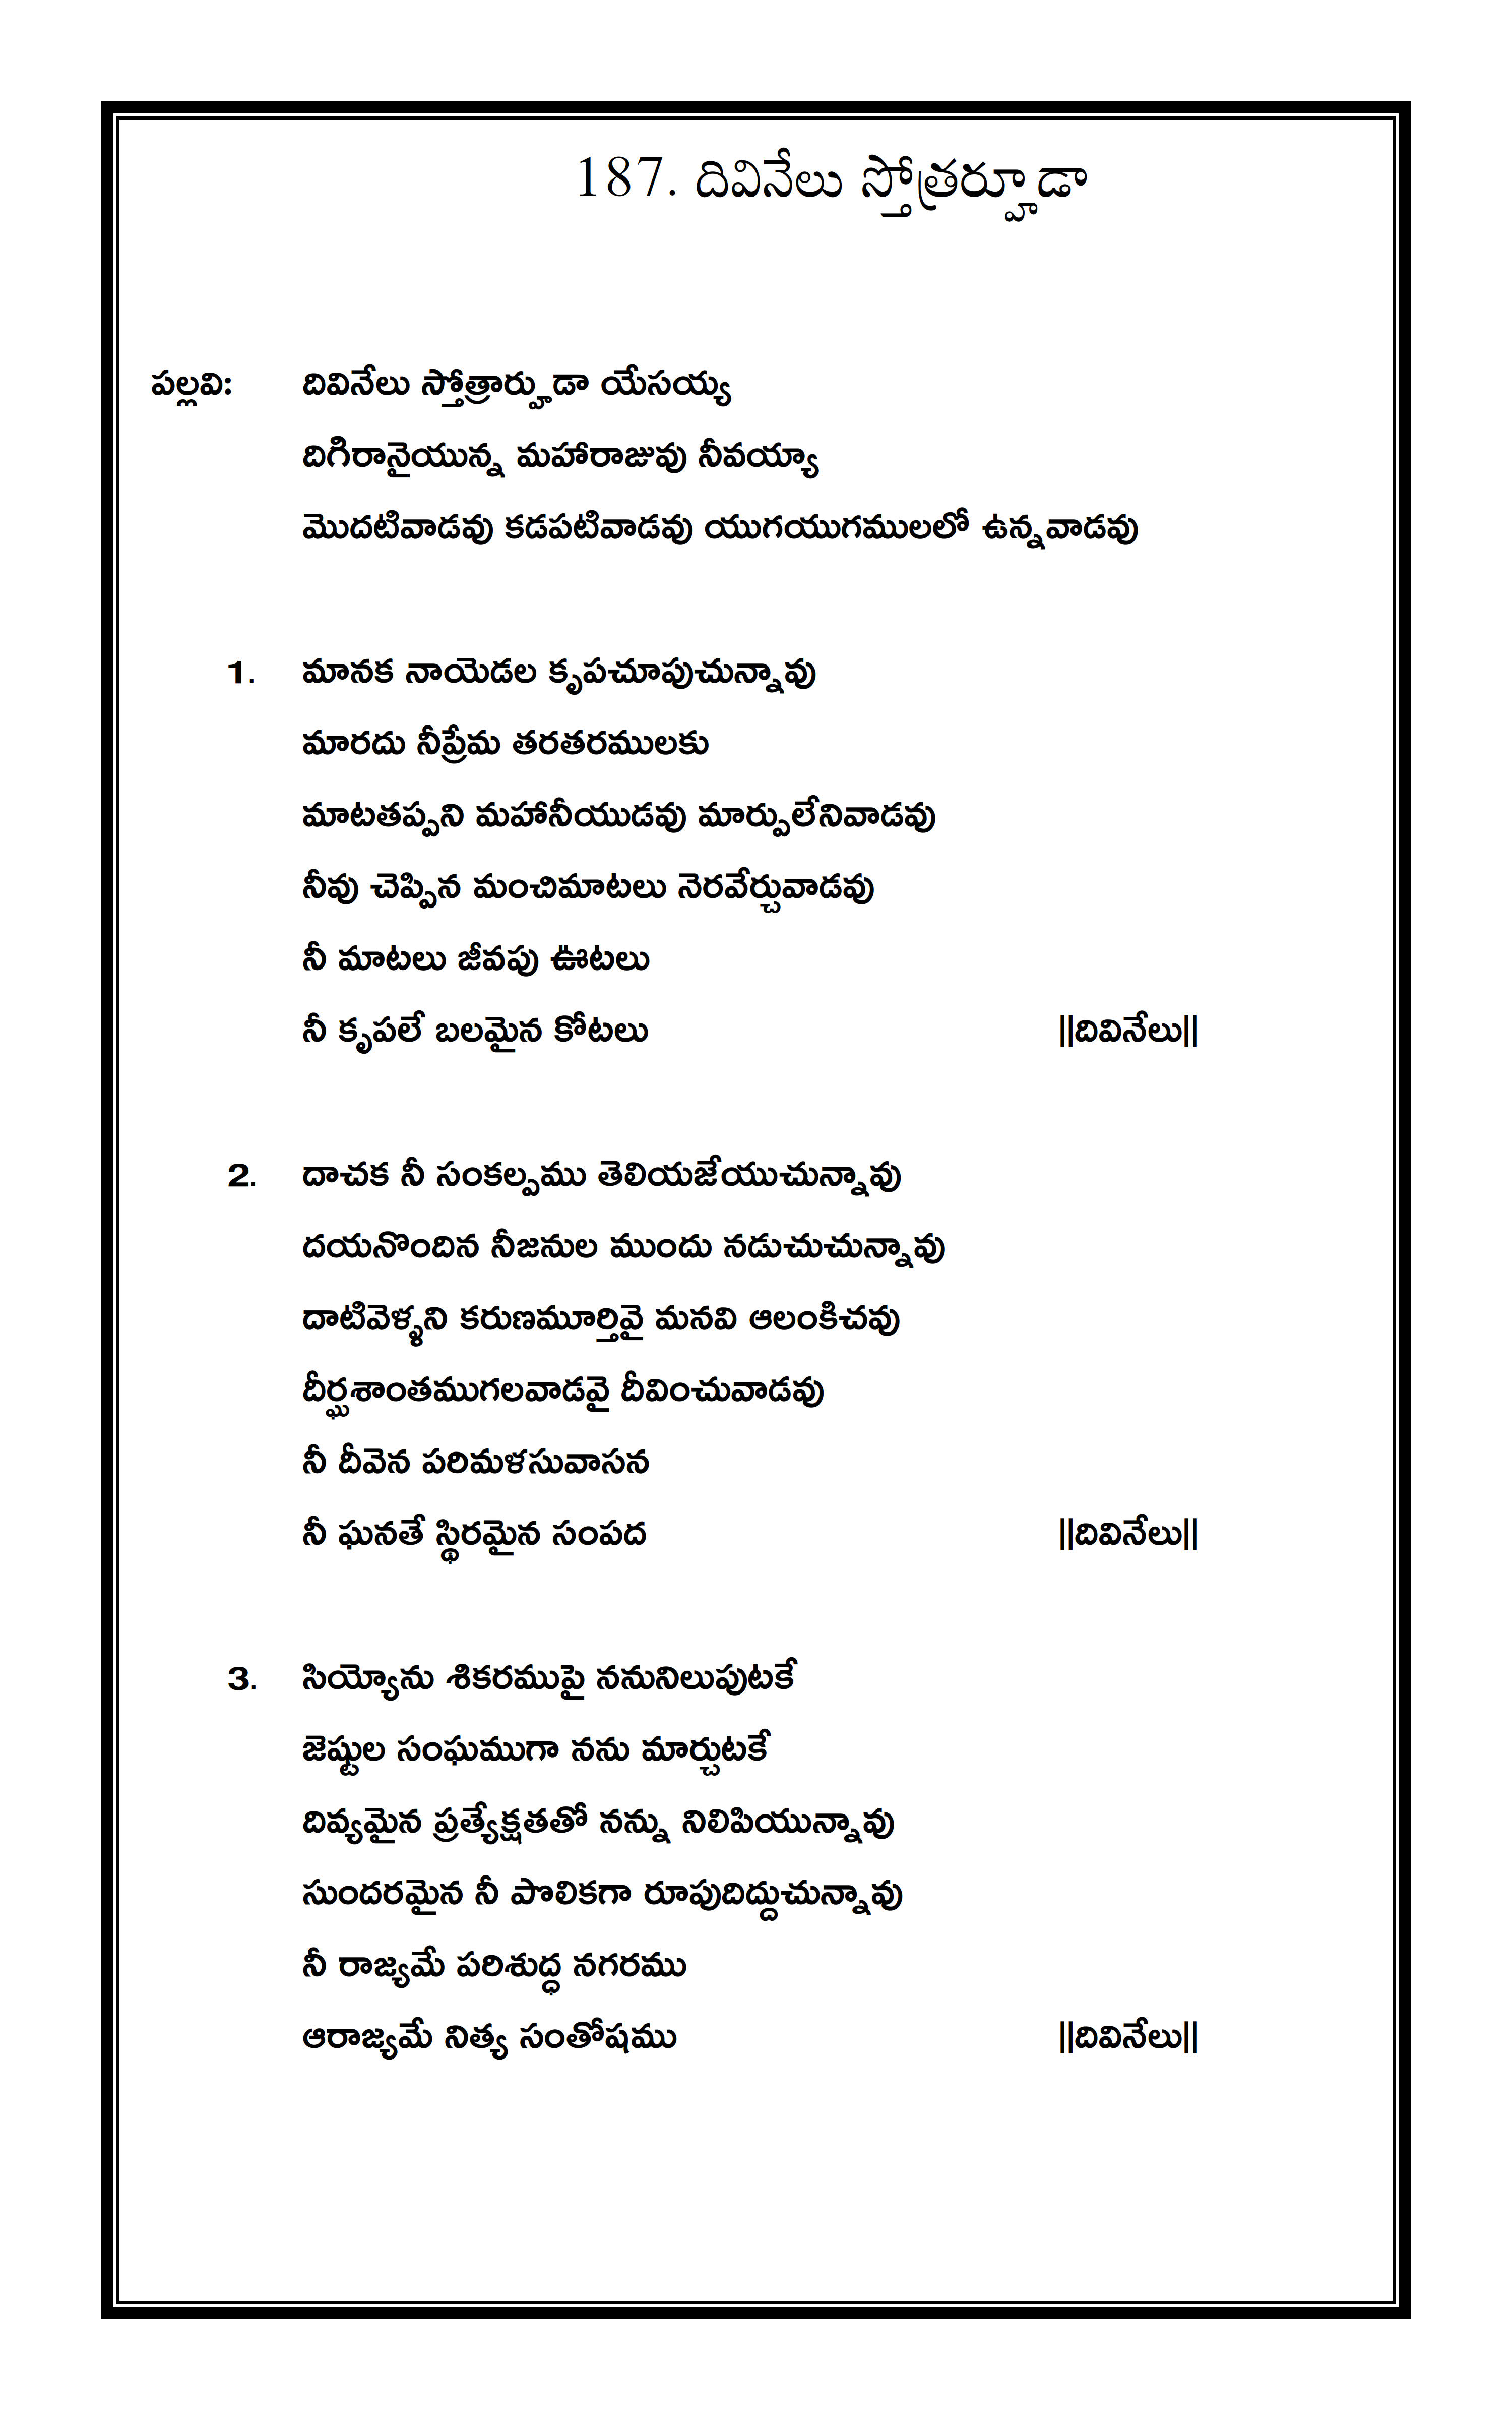 187. దివినేలు స్తోత్రర్హూడా
పల్లవి: దివినేలు స్తోత్రార్హుడా యేసయ్య
దిగిరానైయున్న మహారాజువు నీవయ్యా
మొదటివాడవు కడపటివాడవు యుగయుగములలో ఉన్నవాడవు
1. మానక నాయెడల కృపచూపుచున్నావు
మారదు నీప్రేమ తరతరములకు
మాటతప్పని మహానీయుడవు మార్పులేనివాడవు
నీవు చెప్పిన మంచిమాటలు నెరవేర్చువాడవు
నీ మాటలు జీవపు ఊటలు
నీ కృపలే బలమైన కోటలు ||దివినేలు||
2. దాచక నీ సంకల్పము తెలియజేయుచున్నావు
దయనొందిన నీజనుల ముందు నడుచుచున్నావు
దాటివెళ్ళని కరుణమూర్తివై మనవి ఆలంకిచవు
దీర్ఘశాంతముగలవాడవై దీవించువాడవు
నీ దీవెన పరిమళసువాసన
నీ ఘనతే స్థిరమైన సంపద ||దివినేలు||
3. సియ్యోను శికరముపై ననునిలుపుటకే
జెష్టుల సంఘముగా నను మార్చుటకే
దివ్యమైన ప్రత్యేక్షతతో నన్ను నిలిపియున్నావు
సుందరమైన నీ పొలికగా రూపుదిద్దుచున్నావు
నీ రాజ్యమే పరిశుద్ధ నగరము
ఆరాజ్యమే నిత్య సంతోషము ||దివినేలు||